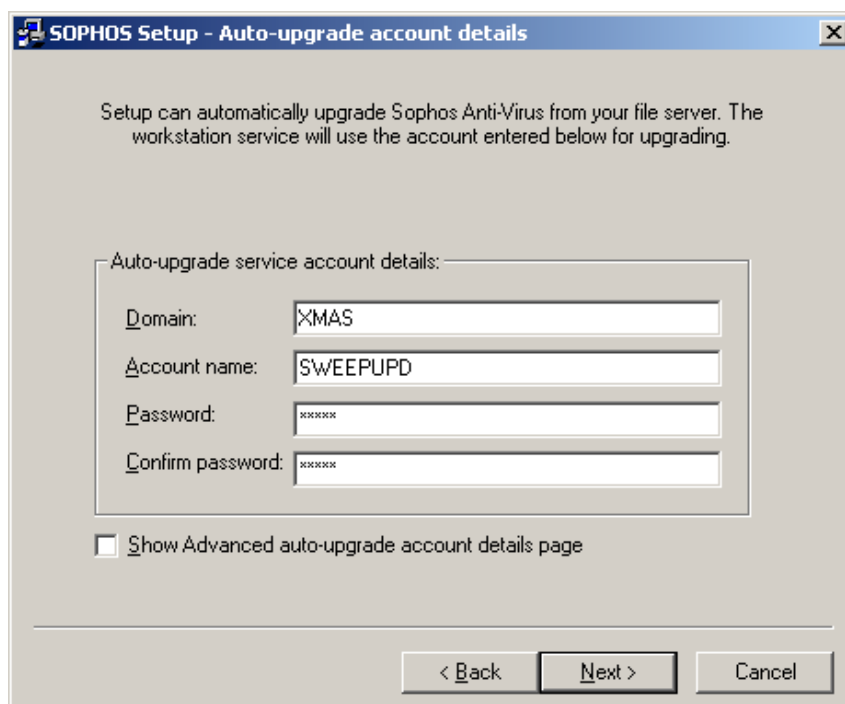 SOPHOS Setup - Auto-upgrade account details
Setup can automatically upgrade Sophos Anti-Virus from your file server. The
workstation service will use the account entered below for upgrading.
Auto-upgrade service account details:
Domain: XMAS
Account name: SWEEPUPD
Password: *****
Confirm password: *****
Show Advanced auto-upgrade account details page
< Back Next > Cancel